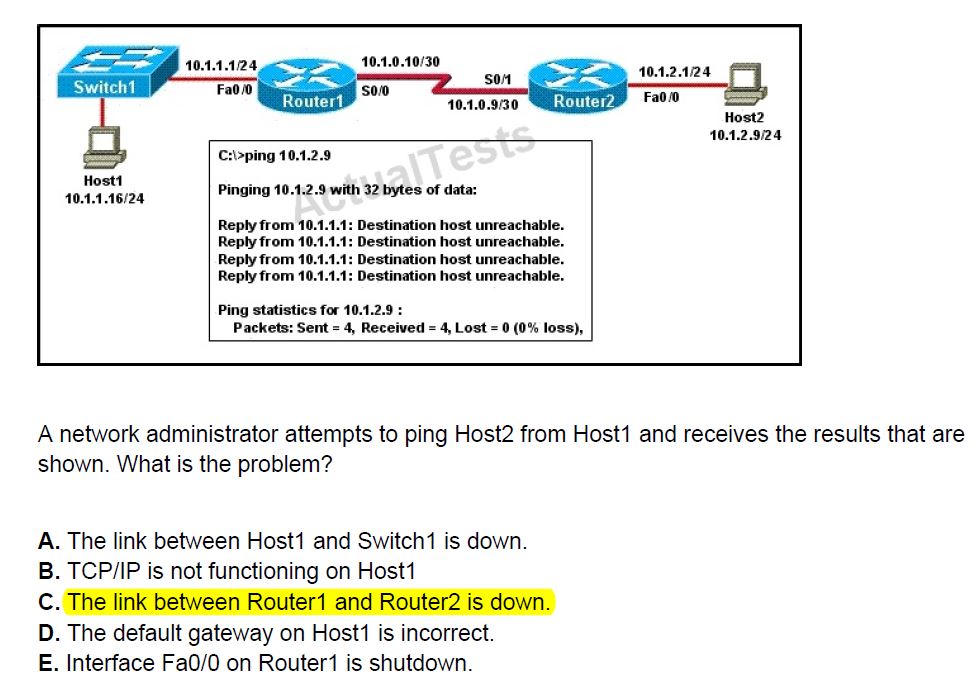 10.1.1.1/24
10.1.0.10/30
Switch1
Fa0/0
Router1
S0/0
S0/1
10.1.0.9/30
Router2
10.1.2.1/24
Fa0/0
Host2
10.1.2.9/24
Host1
10.1.1.16/24
C:\>ping 10.1.2.9
Pinging 10.1.2.9 with 32 bytes of data:
Reply from 10.1.1.1: Destination host unreachable.
Reply from 10.1.1.1: Destination host unreachable.
Reply from 10.1.1.1: Destination host unreachable.
Reply from 10.1.1.1: Destination host unreachable.
Ping statistics for 10.1.2.9 :
Packets: Sent = 4, Received = 4, Lost = 0 (0% loss),
ActualTests
A network administrator attempts to ping Host2 from Host1 and receives the results that are
shown. What is the problem?
A. The link between Host1 and Switch1 is down.
B. TCP/IP is not functioning on Host1
C. The link between Router1 and Router2 is down.
D. The default gateway on Host1 is incorrect.
E. Interface Fa0/0 on Router1 is shutdown.